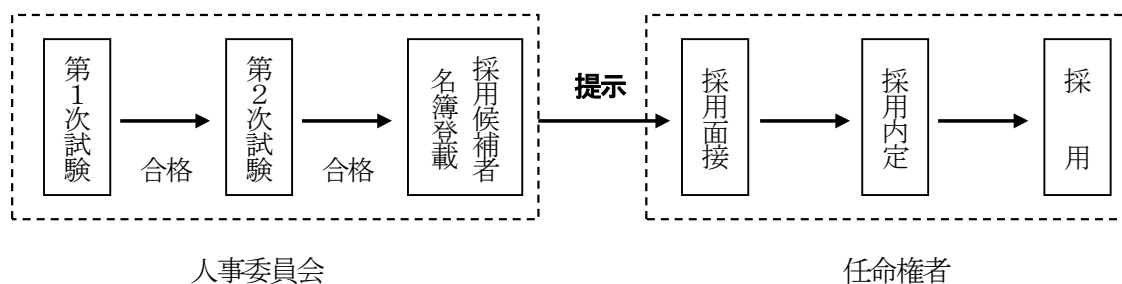 第１次試験
合格
第２次試験
合格
採用候補者
名簿登載
提示
採用面接
採用内定
採　用
人事委員会
任命権者